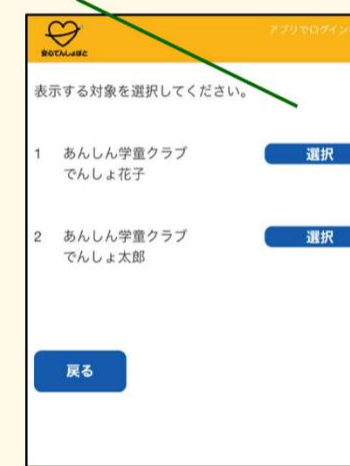 アプリでログイン
安心でんしょばと
表示する対象を選択してください。
1 あんしん学童クラブ 選択
でんしょ花子
2 あんしん学童クラブ 選択
でんしょ太郎
戻る